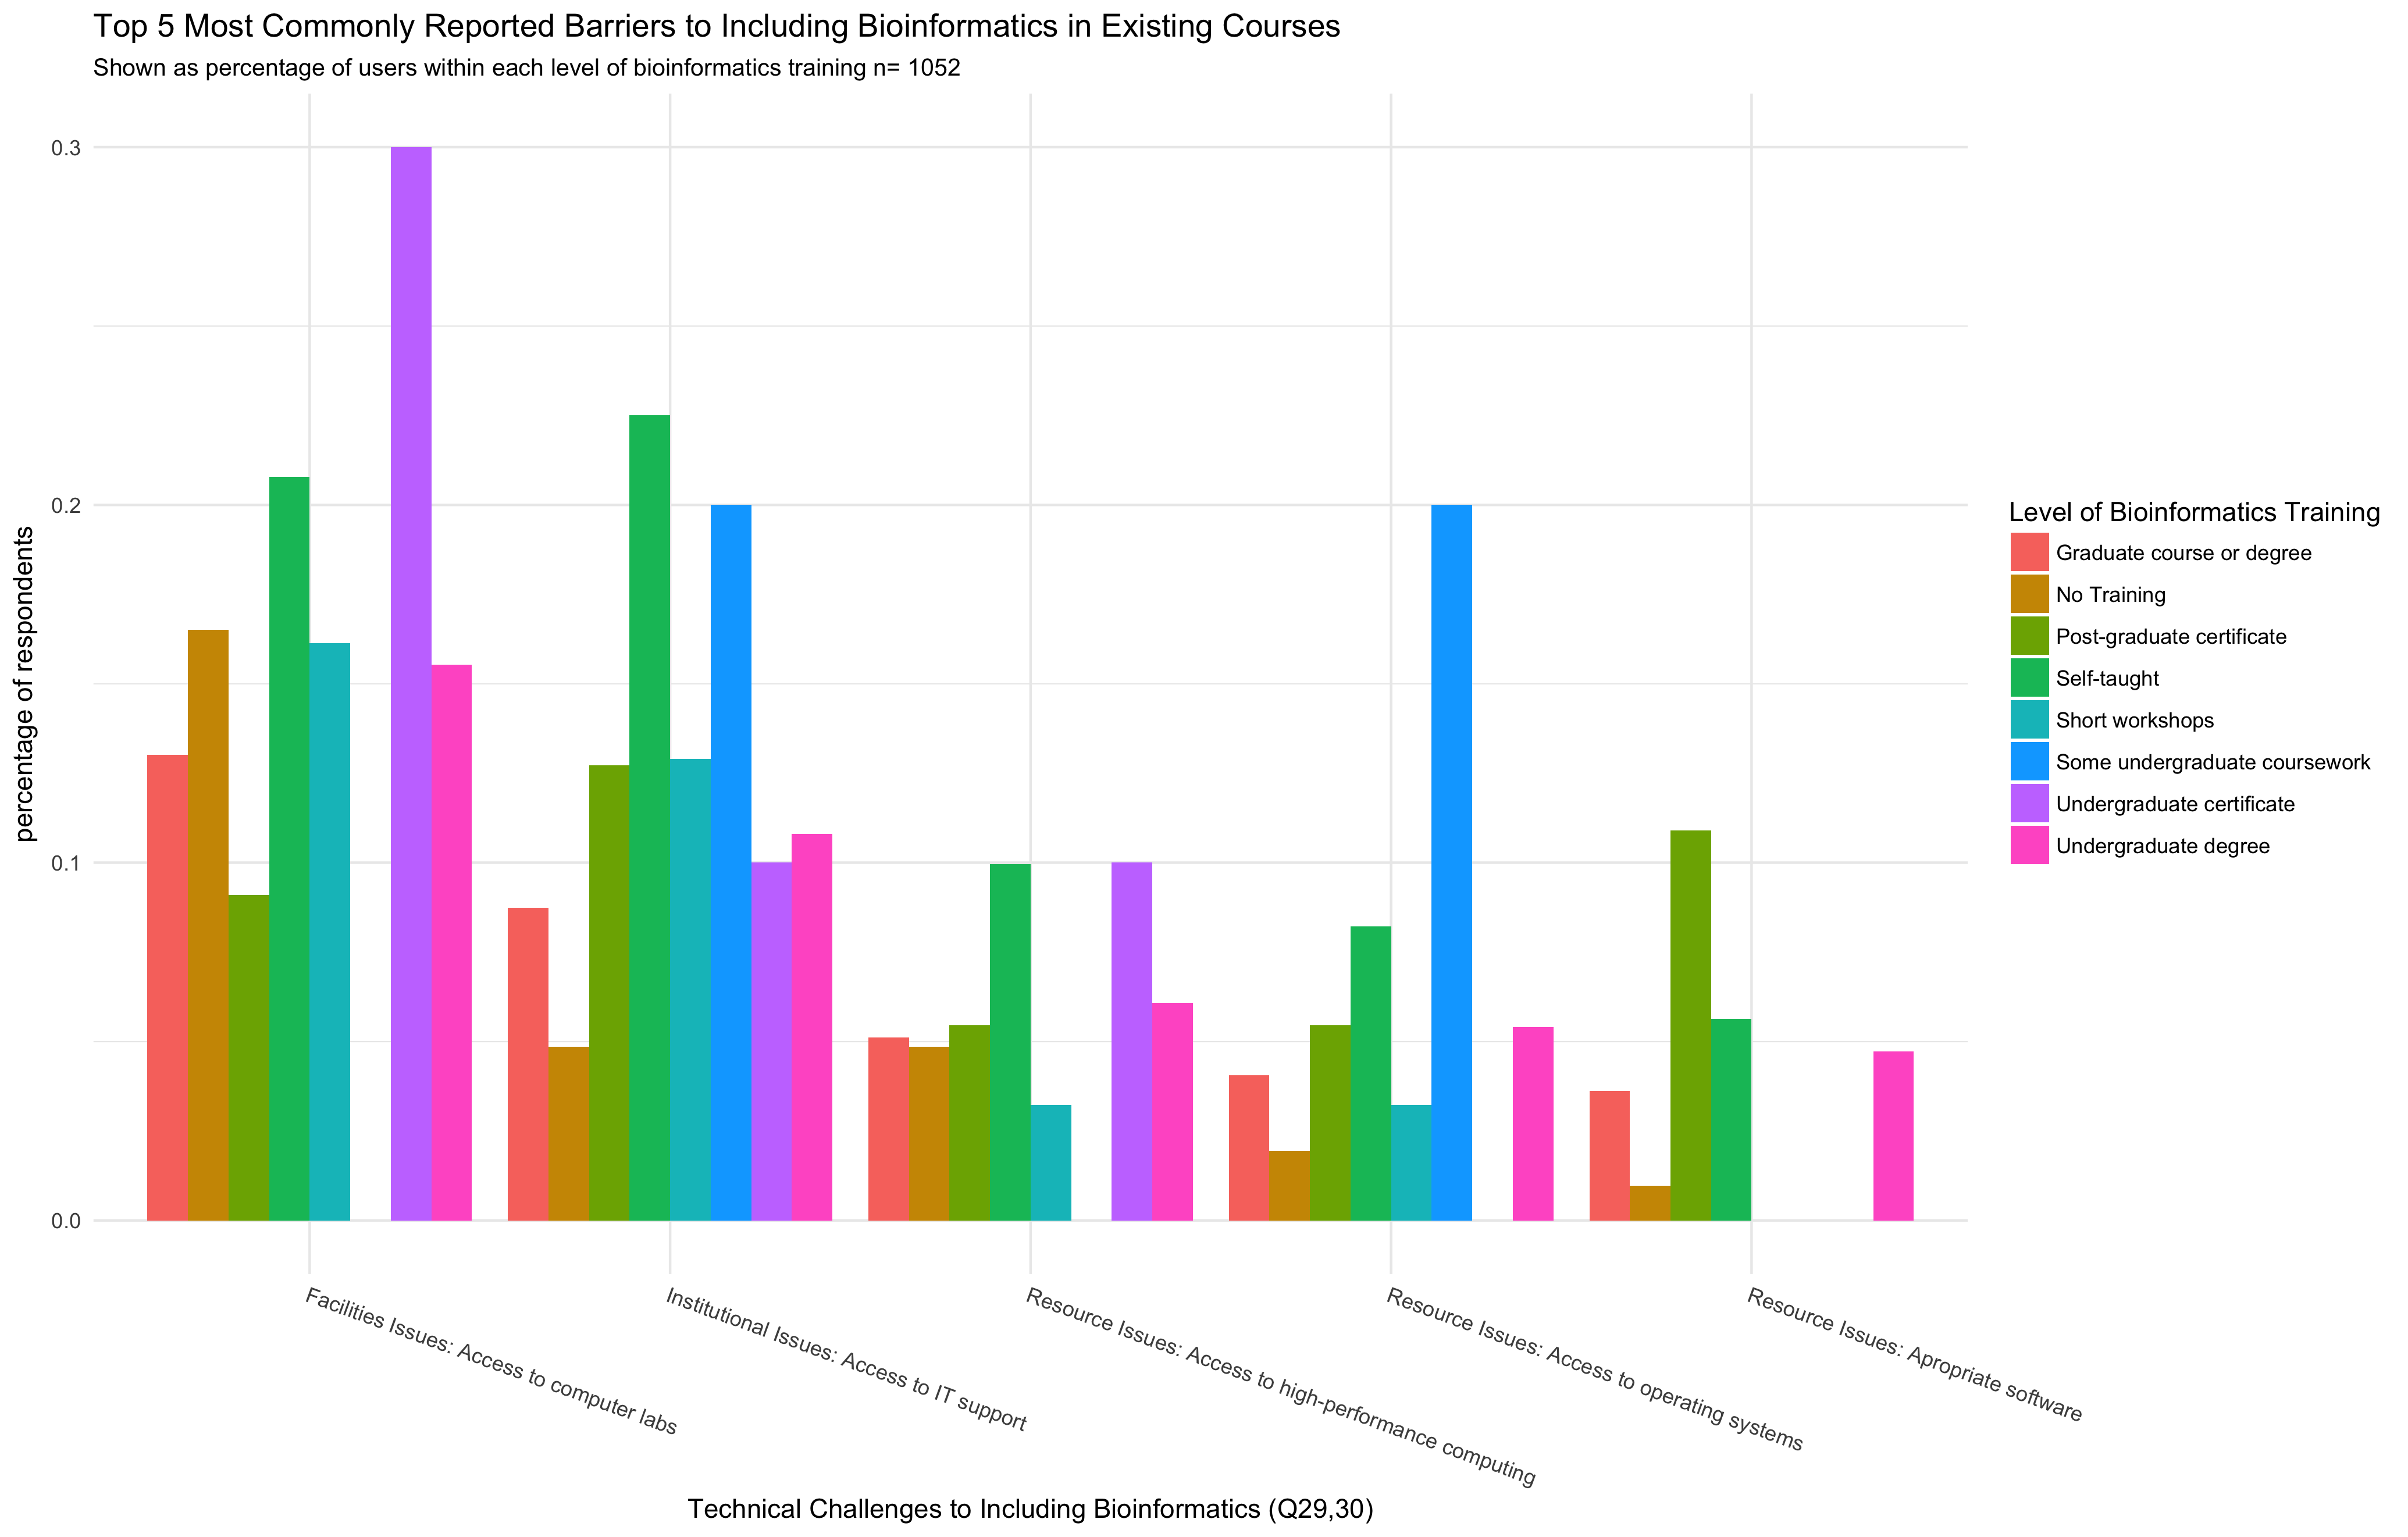 Top 5 Most Commonly Reported Barriers to Including Bioinformatics in Existing Courses
Shown as percentage of users within each level of bioinformatics training n= 1052
percentage of respondents
0.3
0.2
0.1
0.0
Facilities Issues: Access to computer labs
Institutional Issues: Access to IT support
Resource Issues: Access to high-performance computing
Resource Issues: Access to operating systems
Resource Issues: Apropriate software
Technical Challenges to Including Bioinformatics (Q29,30)
Level of Bioinformatics Training
Graduate course or degree
No Training
Post-graduate certificate
Self-taught
Short workshops
Some undergraduate coursework
Undergraduate certificate
Undergraduate degree